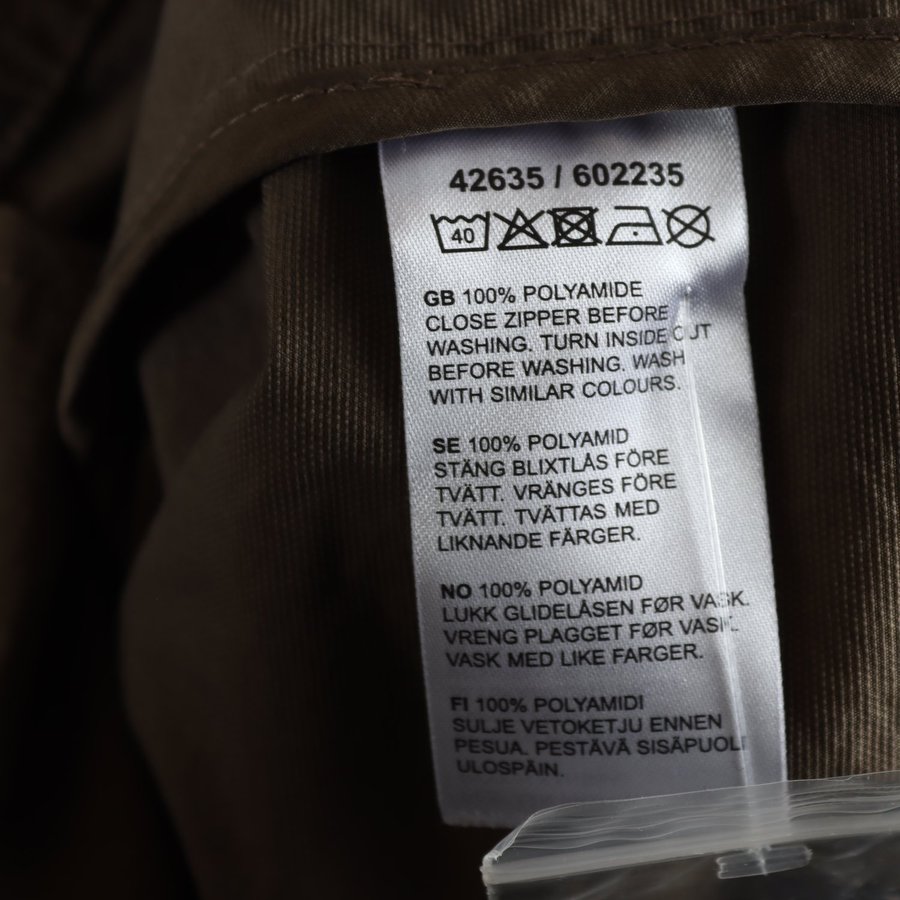 42635 / 602235
40
GB 100% POLYAMIDE
CLOSE ZIPPER BEFORE
WASHING. TURN INSIDE OUT
BEFORE WASHING. WASH
WITH SIMILAR COLOURS.
SE 100% POLYAMID
STÄNG BLIXTLÅS FÖRE
TVÄTT. VRÄNGES FÖRE
TVÄTT. TVÄTTAS MED
LIKNANDE FÄRGER.
NO 100% POLYAMID
LUKK GLIDELÅSEN FØR VASK.
VRENG PLAGGET FØR VASK.
VASK MED LIKE FARGER.
FI 100% POLYAMIDI
SULJE VETOKETJU ENNEN
PESUA. PESTÄVÄ SISÄPUOLI
ULOSPÄIN.